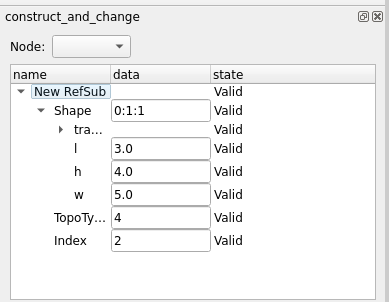 construct_and_change
Node:
name data state
New RefSub Valid
Shape 0:1:1 Valid
tra... Valid
l 3.0 Valid
h 4.0 Valid
w 5.0 Valid
TopoTy... 4 Valid
Index 2 Valid